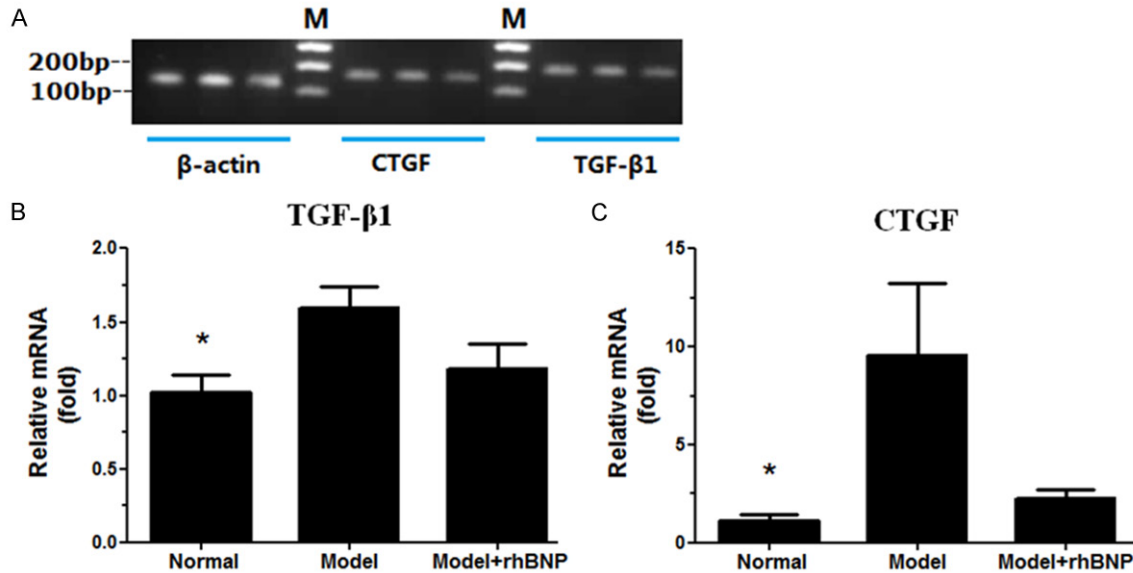 A
M M
200bp--
100bp--
β-actin CTGF TGF-β1
B
TGF-β1
Relative mRNA
(fold)
2.0
1.5
1.0
0.5
0.0
*
Normal Model Model+rhBNP
C
CTGF
Relative mRNA
(fold)
15
10
5
0
*
Normal Model Model+rhBNP